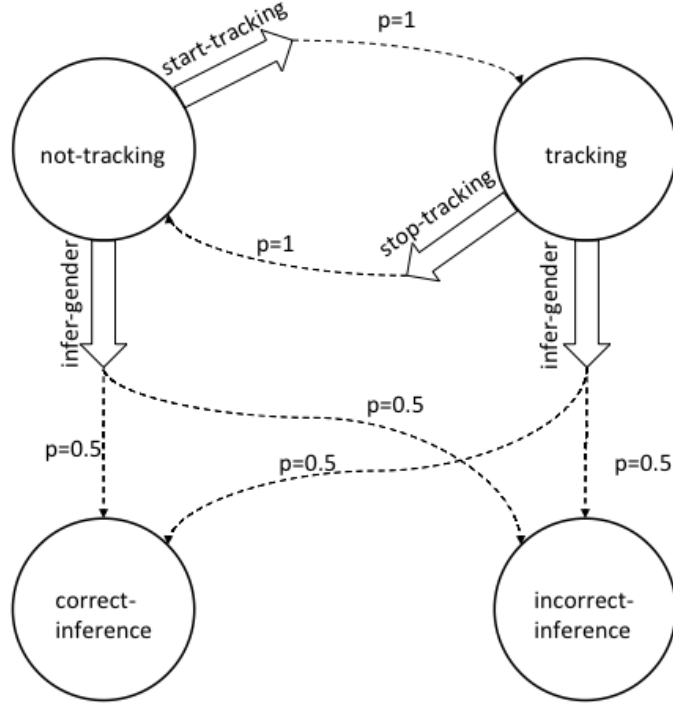 start-tracking
p=1
not-tracking
tracking
stop-tracking
p=1
infer-gender
infer-gender
p=0.5
p=0.5
p=0.5
p=0.5
correct-
inference
incorrect-
inference